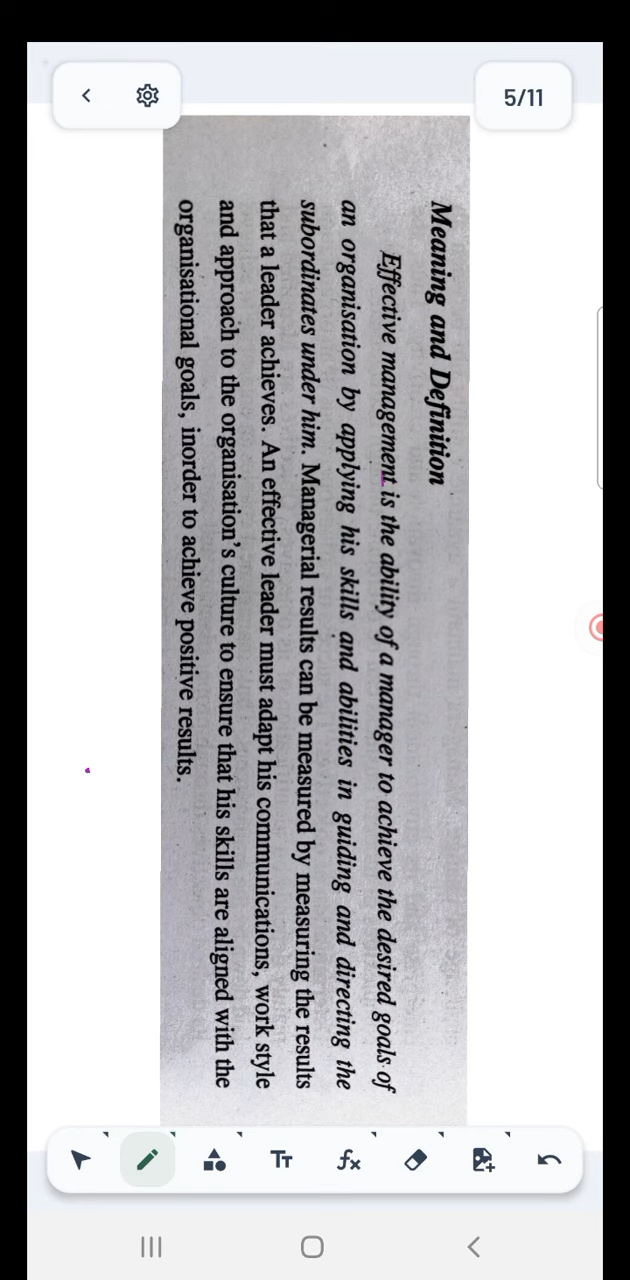 5/11
Meaning and Definition
Effective management is the ability of a manager to achieve the desired goals of
an organisation by applying his skills and abilities in guiding and directing the
subordinates under him. Managerial results can be measured by measuring the results
that a leader achieves. An effective leader must adapt his communications, work style
and approach to the organisation's culture to ensure that his skills are aligned with the
organisational goals, inorder to achieve positive results.
TT
fx